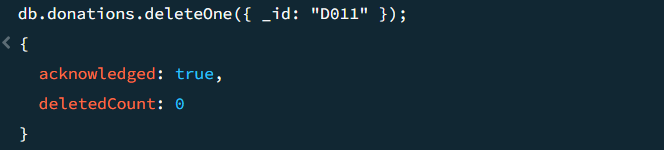 db.donations.deleteOne({ _id: "D011" });
< {
acknowledged: true,
deletedCount: 0
}